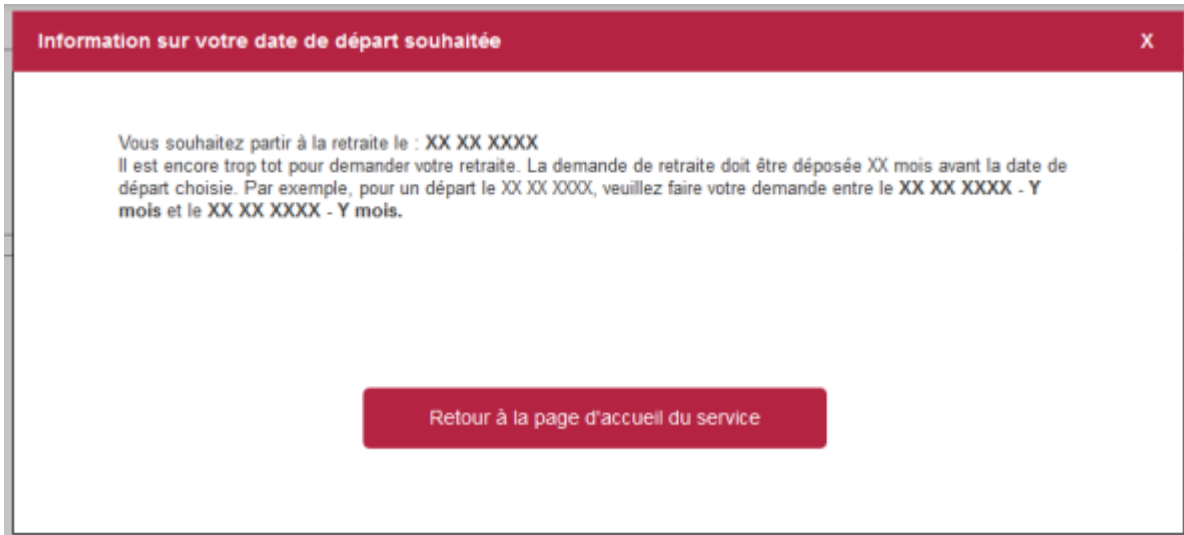 Information sur votre date de départ souhaitée X
Vous souhaitez partir à la retraite le : XX XX XXXX
Il est encore trop tot pour demander votre retraite. La demande de retraite doit être déposée XX mois avant la date de
départ choisie. Par exemple, pour un départ le XX XX XXXX, veuillez faire votre demande entre le XX XX XXXX - Y
mois et le XX XX XXXX - Y mois.
Retour à la page d'accueil du service